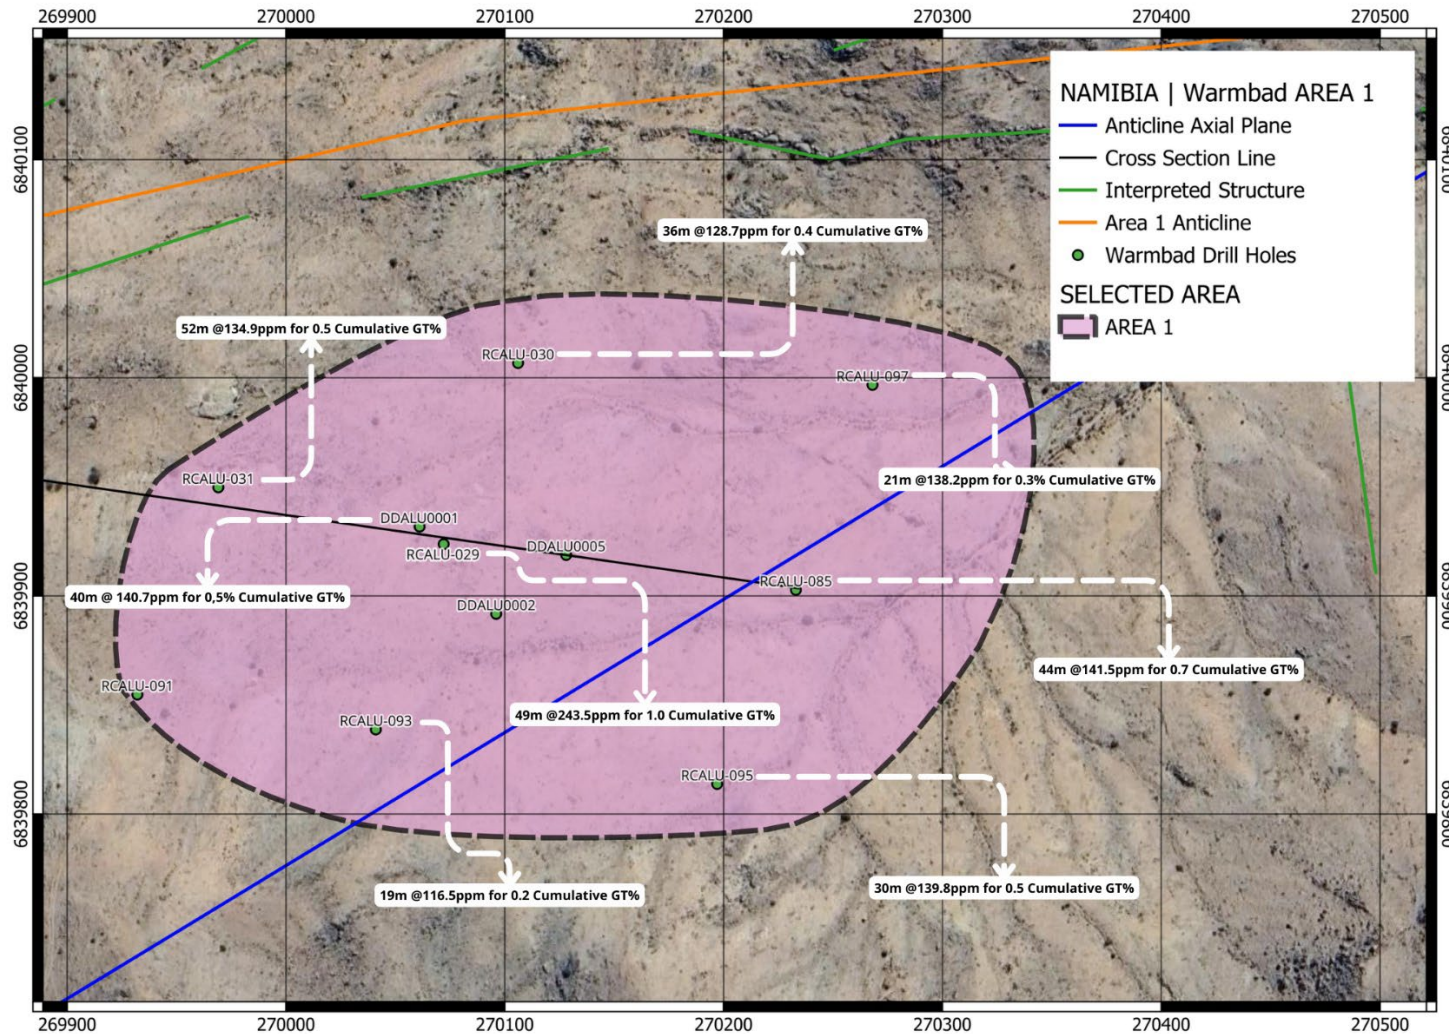 269900 270000 270100 270200 270300 270400 270500
NAMIBIA | Warmbad AREA 1
Anticline Axial Plane
Cross Section Line
Interpreted Structure
Area 1 Anticline
Warmbad Drill Holes
SELECTED AREA
AREA 1
6840100 6840100
36m @128.7ppm for 0.4 Cumulative GT%
52m @134.9ppm for 0.5 Cumulative GT%
RCALU-030
RCALU-097
6840000 6840000
RCALU-031
21m @138.2ppm for 0.3% Cumulative GT%
DDALU0001
RCALU-029
DDALU0005
RCALU-085
40m @ 140.7ppm for 0,5% Cumulative GT%
DDALU0002
6839900 6839900
44m @141.5ppm for 0.7 Cumulative GT%
RCALU-091
49m @243.5ppm for 1.0 Cumulative GT%
RCALU-093
RCALU-095
6839800 6839800
30m @139.8ppm for 0.5 Cumulative GT%
19m @116.5ppm for 0.2 Cumulative GT%
269900 270000 270100 270200 270300 270400 270500